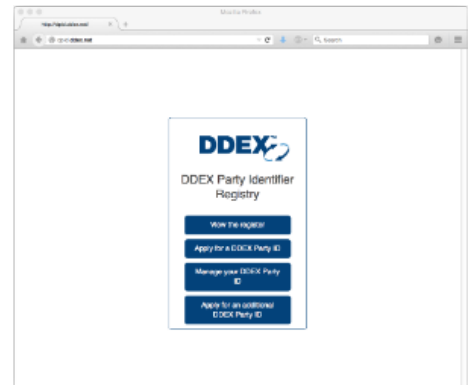 Mozilla Firefox
Search
DDEX
DDEX Party Identifier
Registry
View the register
Apply for a DDEX Party ID
Manage your DDEX Party
ID
Apply for an additional
DDEX Party ID